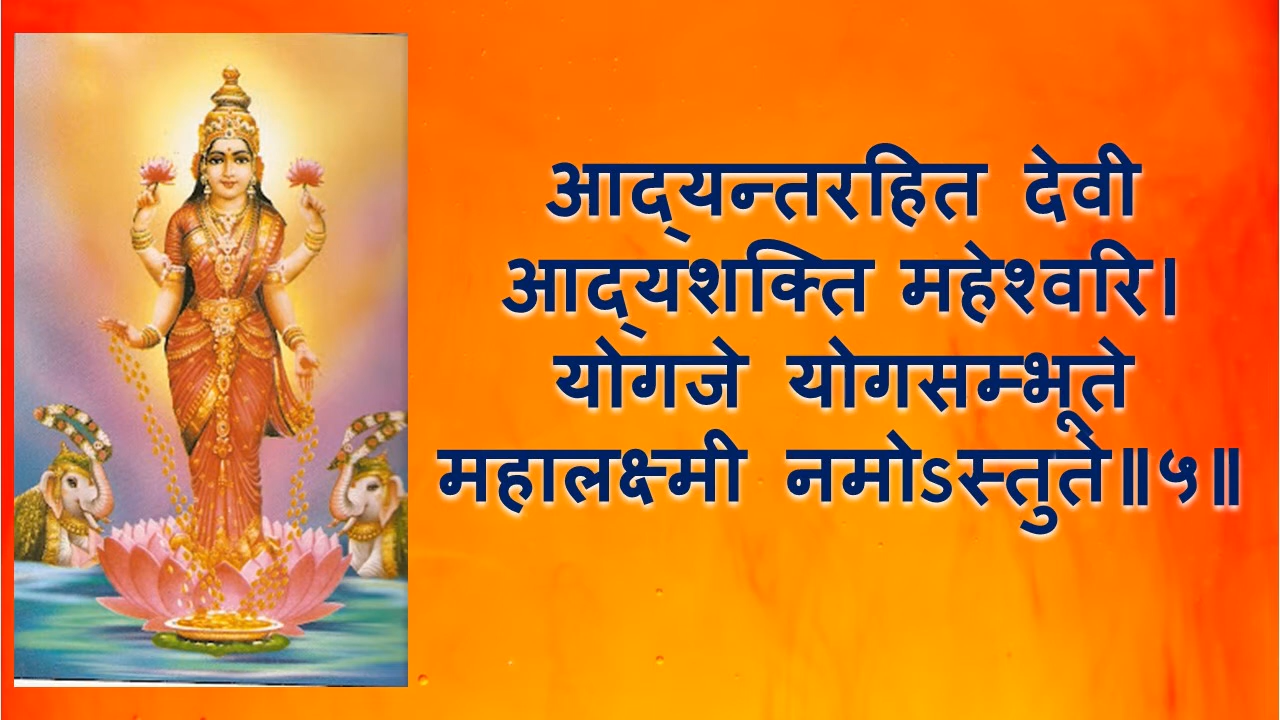 आद्यन्तरहित देवी
आद्यशक्ति महेश्वरि।
योगजे योगसम्भूते
महालक्ष्मी नमोऽस्तुते॥५॥